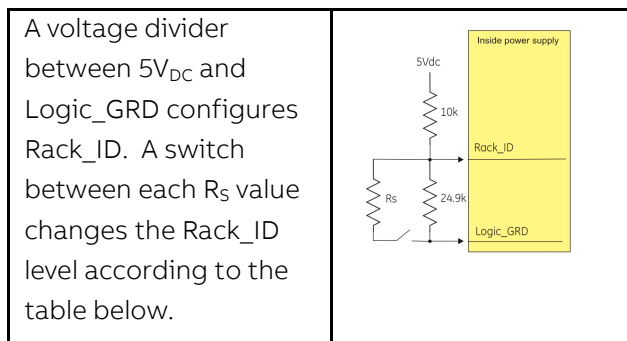 A voltage divider
between 5VDC and
Logic_GRD configures
Rack_ID.  A switch
between each RS value
changes the Rack_ID
level according to the
table below.
Inside power supply
5Vdc
10k
Rack_ID
Rs
24.9k
Logic_GRD